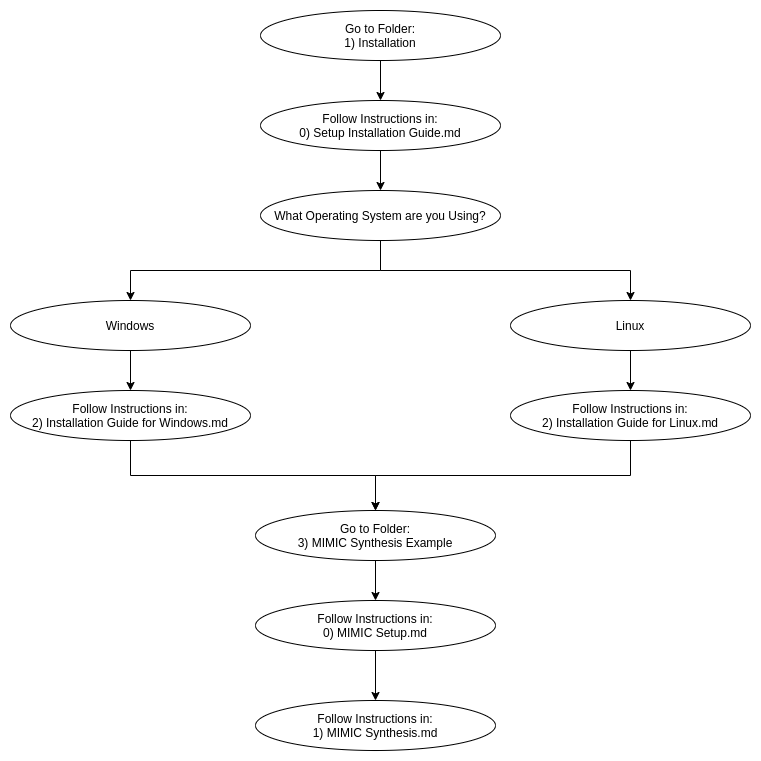 Go to Folder:
1) Installation
Follow Instructions in:
0) Setup Installation Guide.md
What Operating System are you Using?
Windows
Linux
Follow Instructions in:
2) Installation Guide for Windows.md
Follow Instructions in:
2) Installation Guide for Linux.md
Go to Folder:
3) MIMIC Synthesis Example
Follow Instructions in:
0) MIMIC Setup.md
Follow Instructions in:
1) MIMIC Synthesis.md